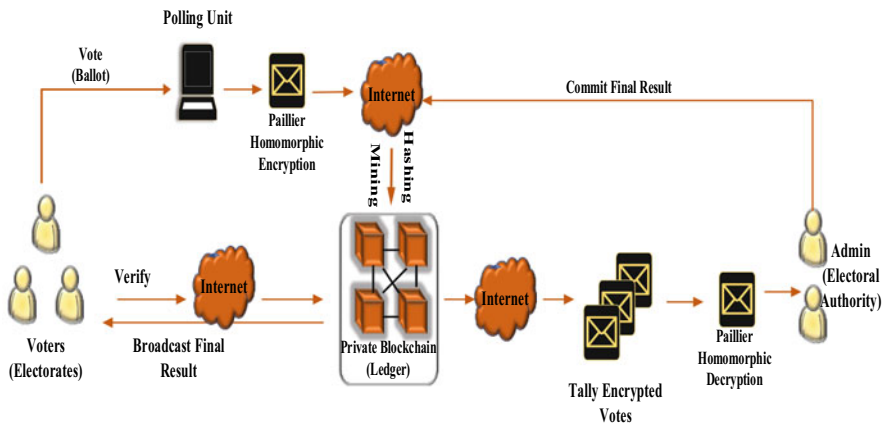 Polling Unit
Vote
(Ballot)
Internet
Commit Final Result
Paillier
Homomorphic
Encryption
Hashing
Mining
Verify
Internet
Internet
Admin
(Electoral
Authority)
Voters
(Electorates)
Broadcast Final
Result
Private Blockchain
(Ledger)
Paillier
Homomorphic
Decryption
Tally Encrypted
Votes